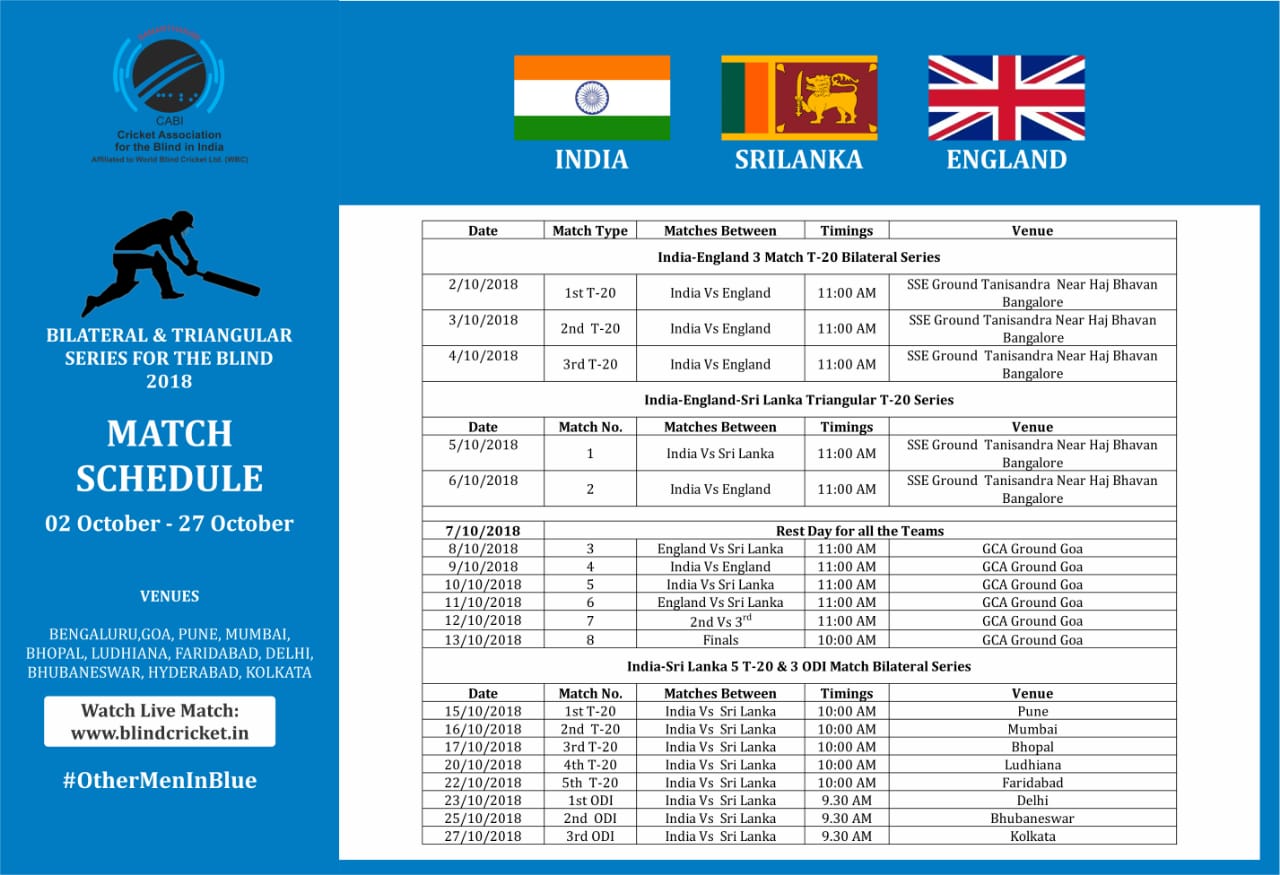 SAMARTHANAM
CABI
Cricket Association
for the Blind in India
Affiliated to World Blind Cricket Ltd. (WBC)
BILATERAL & TRIANGULAR
SERIES FOR THE BLIND
2018
MATCH
SCHEDULE
02 October - 27 October
VENUES
BENGALURU,GOA, PUNE, MUMBAI,
BHOPAL, LUDHIANA, FARIDABAD, DELHI,
BHUBANESWAR, HYDERABAD, KOLKATA
Watch Live Match:
www.blindcricket.in
#OtherMenInBlue
INDIA SRILANKA ENGLAND
Date Match Type Matches Between Timings Venue
India-England 3 Match T-20 Bilateral Series
2/10/2018 1st T-20 India Vs England 11:00 AM SSE Ground Tanisandra Near Haj Bhavan
Bangalore
3/10/2018 2nd T-20 India Vs England 11:00 AM SSE Ground Tanisandra Near Haj Bhavan
Bangalore
4/10/2018 3rd T-20 India Vs England 11:00 AM SSE Ground Tanisandra Near Haj Bhavan
Bangalore
India-England-Sri Lanka Triangular T-20 Series
Date Match No. Matches Between Timings Venue
5/10/2018 1 India Vs Sri Lanka 11:00 AM SSE Ground Tanisandra Near Haj Bhavan
Bangalore
6/10/2018 2 India Vs England 11:00 AM SSE Ground Tanisandra Near Haj Bhavan
Bangalore
7/10/2018 Rest Day for all the Teams
8/10/2018 3 England Vs Sri Lanka 11:00 AM GCA Ground Goa
9/10/2018 4 India Vs England 11:00 AM GCA Ground Goa
10/10/2018 5 India Vs Sri Lanka 11:00 AM GCA Ground Goa
11/10/2018 6 England Vs Sri Lanka 11:00 AM GCA Ground Goa
12/10/2018 7 2nd Vs 3rd 11:00 AM GCA Ground Goa
13/10/2018 8 Finals 10:00 AM GCA Ground Goa
India-Sri Lanka 5 T-20 & 3 ODI Match Bilateral Series
Date Match No. Matches Between Timings Venue
15/10/2018 1st T-20 India Vs Sri Lanka 10:00 AM Pune
16/10/2018 2nd T-20 India Vs Sri Lanka 10:00 AM Mumbai
17/10/2018 3rd T-20 India Vs Sri Lanka 10:00 AM Bhopal
20/10/2018 4th T-20 India Vs Sri Lanka 10:00 AM Ludhiana
22/10/2018 5th T-20 India Vs Sri Lanka 10:00 AM Faridabad
23/10/2018 1st ODI India Vs Sri Lanka 9.30 AM Delhi
25/10/2018 2nd ODI India Vs Sri Lanka 9.30 AM Bhubaneswar
27/10/2018 3rd ODI India Vs Sri Lanka 9.30 AM Kolkata